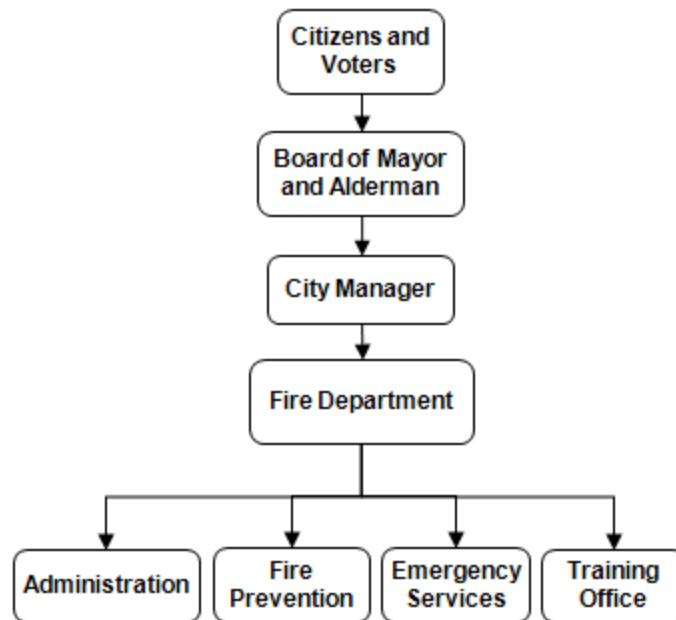 Citizens and
Voters
Board of Mayor
and Alderman
City Manager
Fire Department
Administration
Fire
Prevention
Emergency
Services
Training
Office